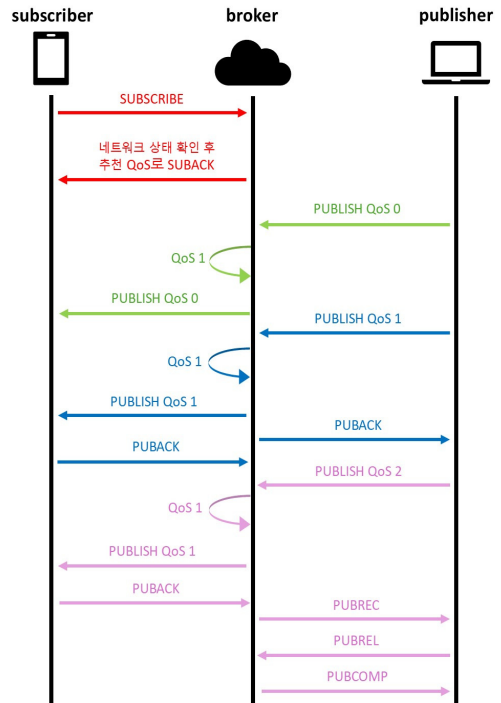 subscriber
broker
publisher
SUBSCRIBE
네트워크 상태 확인 후
추천 QoS로 SUBACK
PUBLISH QoS 0
QoS 1
PUBLISH QoS 0
PUBLISH QoS 1
QoS 1
PUBLISH QoS 1
PUBACK
PUBACK
PUBLISH QoS 2
QoS 1
PUBLISH QoS 1
PUBACK
PUBREC
PUBREL
PUBCOMP